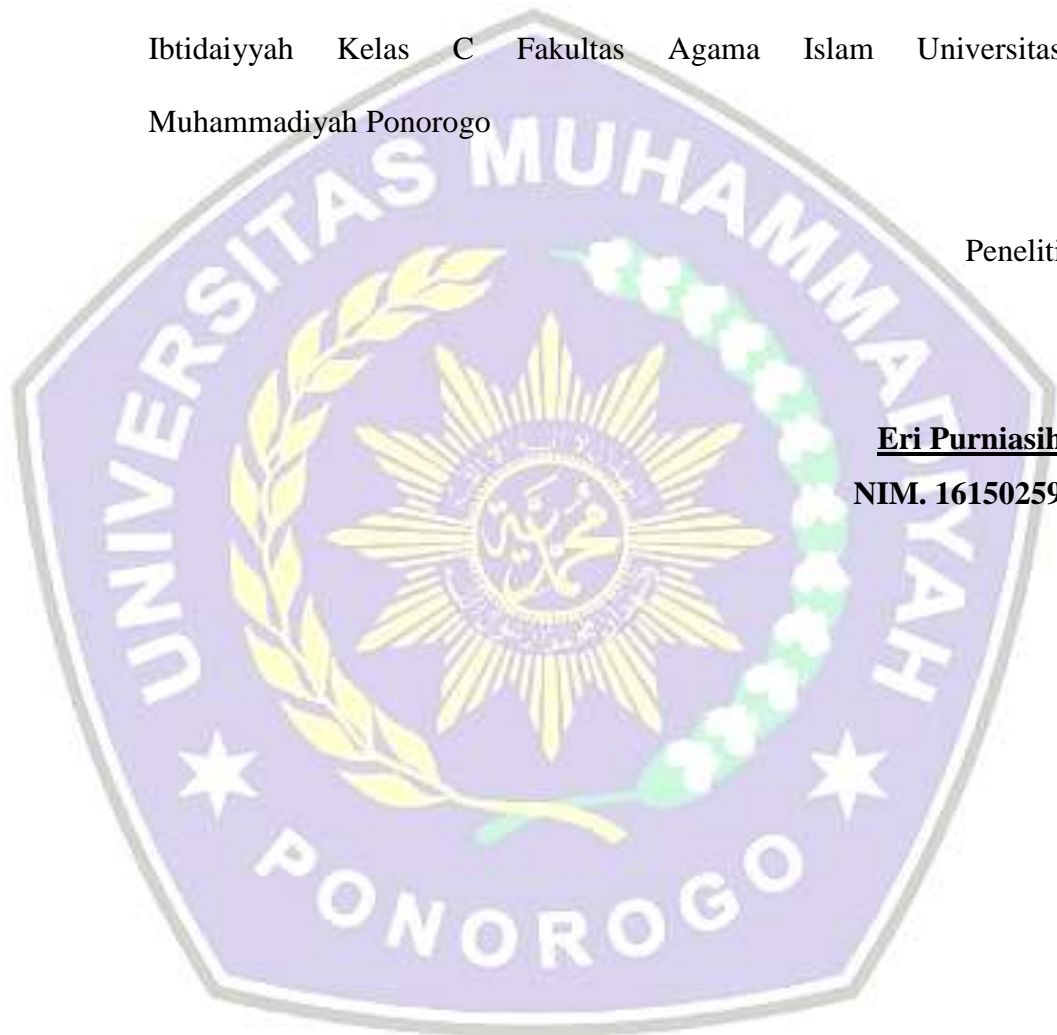 Ibtidaiyyah Kelas C Fakultas Agama Islam Universitas
Muhammadiyah Ponorogo
Peneliti
Eri Purniasih
NIM. 16150259
UNIVERSITAS MUHAMMADIYAH
PONOROGO